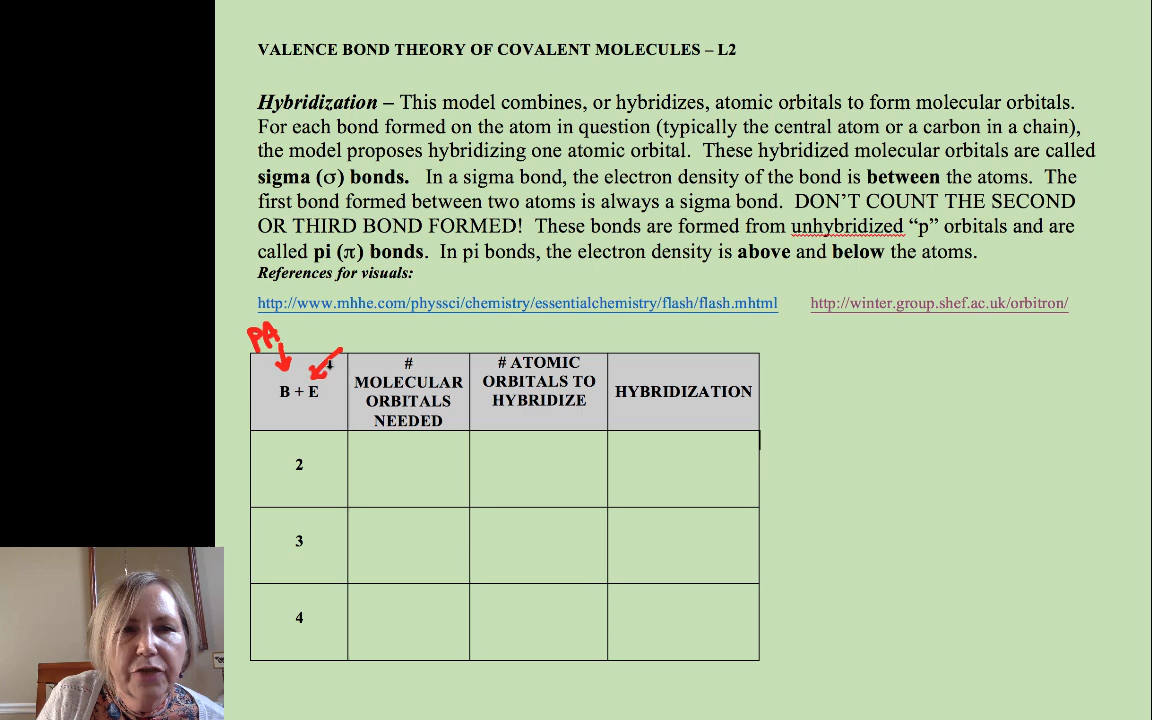 VALENCE BOND THEORY OF COVALENT MOLECULES – L2
Hybridization – This model combines, or hybridizes, atomic orbitals to form molecular orbitals.
For each bond formed on the atom in question (typically the central atom or a carbon in a chain),
the model proposes hybridizing one atomic orbital. These hybridized molecular orbitals are called
sigma (σ) bonds. In a sigma bond, the electron density of the bond is between the atoms. The
first bond formed between two atoms is always a sigma bond. DON’T COUNT THE SECOND
OR THIRD BOND FORMED! These bonds are formed from unhybridized “p” orbitals and are
called pi (π) bonds. In pi bonds, the electron density is above and below the atoms.
References for visuals:
http://www.mhhe.com/physsci/chemistry/essentialchemistry/flash/flash.mhtml http://winter.group.shef.ac.uk/orbitron/
PA
B + E
#
MOLECULAR
ORBITALS
NEEDED
# ATOMIC
ORBITALS TO
HYBRIDIZE
HYBRIDIZATION
2
3
4